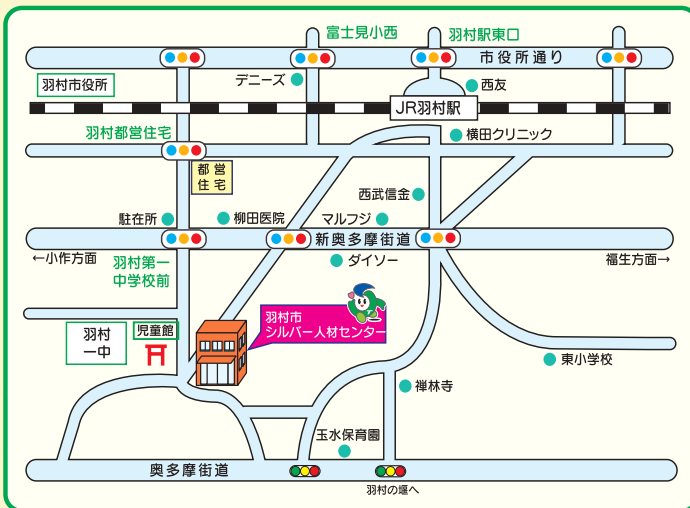 富士見小西
羽村駅東口
市役所通り
デニーズ
西友
羽村市役所
JR羽村駅
羽村都営住宅
横田クリニック
都営
住宅
西武信金
駐在所
柳田医院
マルフジ
新奥多摩街道
←小作方面
羽村第一
中学校前
ダイソー
福生方面→
羽村市
シルバー人材センター
羽村
一中
児童館
東小学校
禅林寺
玉水保育園
奥多摩街道
羽村の堰へ